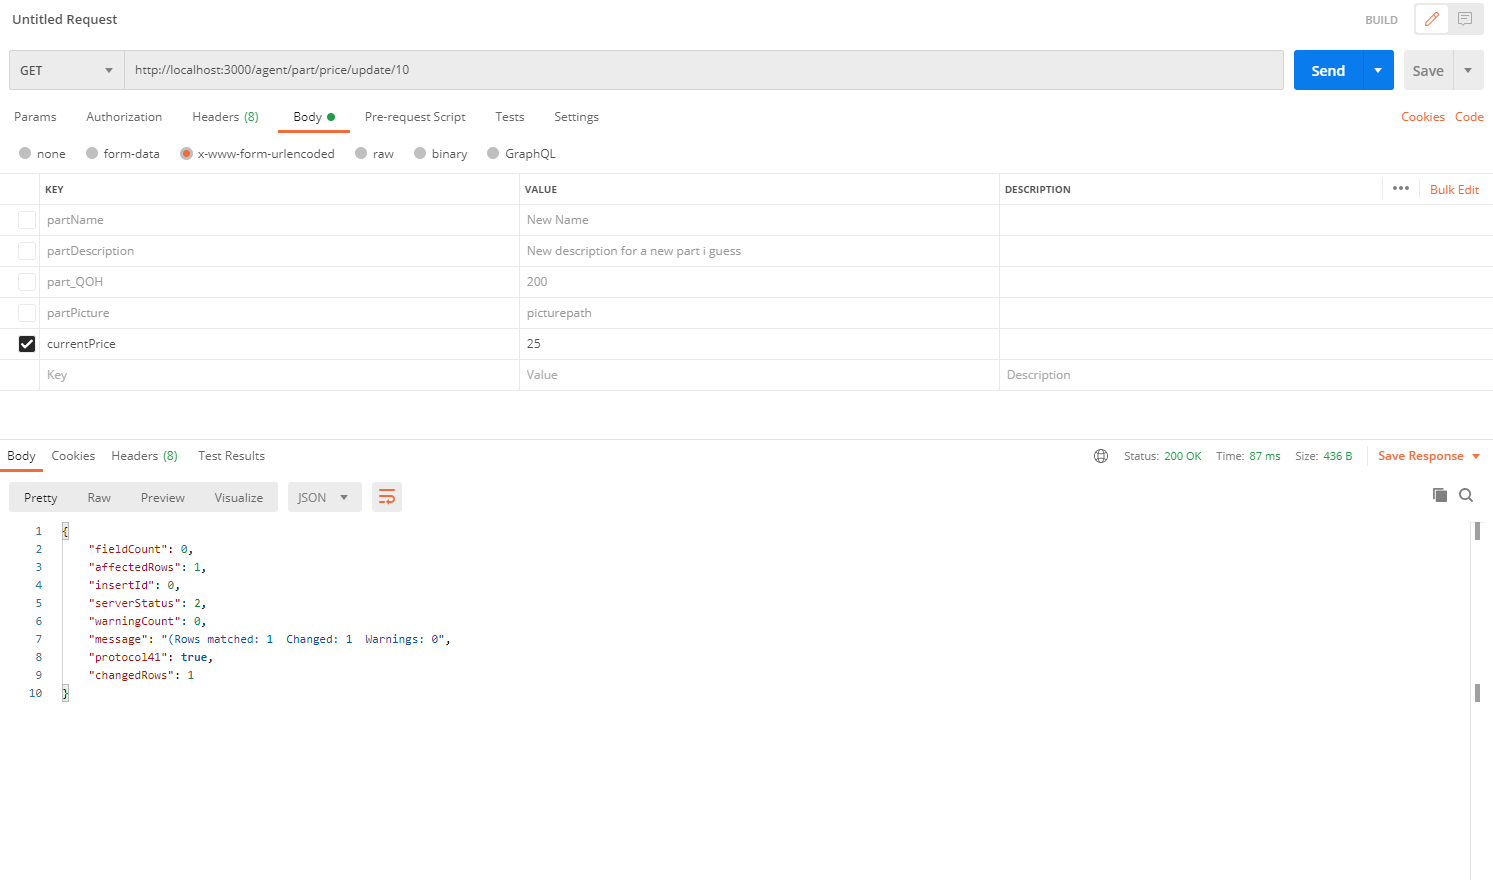 Untitled Request BUILD
GET http://localhost:3000/agent/part/price/update/10 Send Save
Params Authorization Headers (8) Body Pre-request Script Tests Settings Cookies Code
none form-data x-www-form-urlencoded raw binary GraphQL
KEY VALUE DESCRIPTION ••• Bulk Edit
partName New Name
partDescription New description for a new part i guess
part_QOH 200
partPicture picturepath
currentPrice 25
Key Value Description
Body Cookies Headers (8) Test Results Status: 200 OK Time: 87 ms Size: 436 B Save Response
Pretty Raw Preview Visualize JSON
1 {
2 "fieldCount": 0,
3 "affectedRows": 1,
4 "insertId": 0,
5 "serverStatus": 2,
6 "warningCount": 0,
7 "message": "(Rows matched: 1  Changed: 1  Warnings: 0",
8 "protocol41": true,
9 "changedRows": 1
10 }